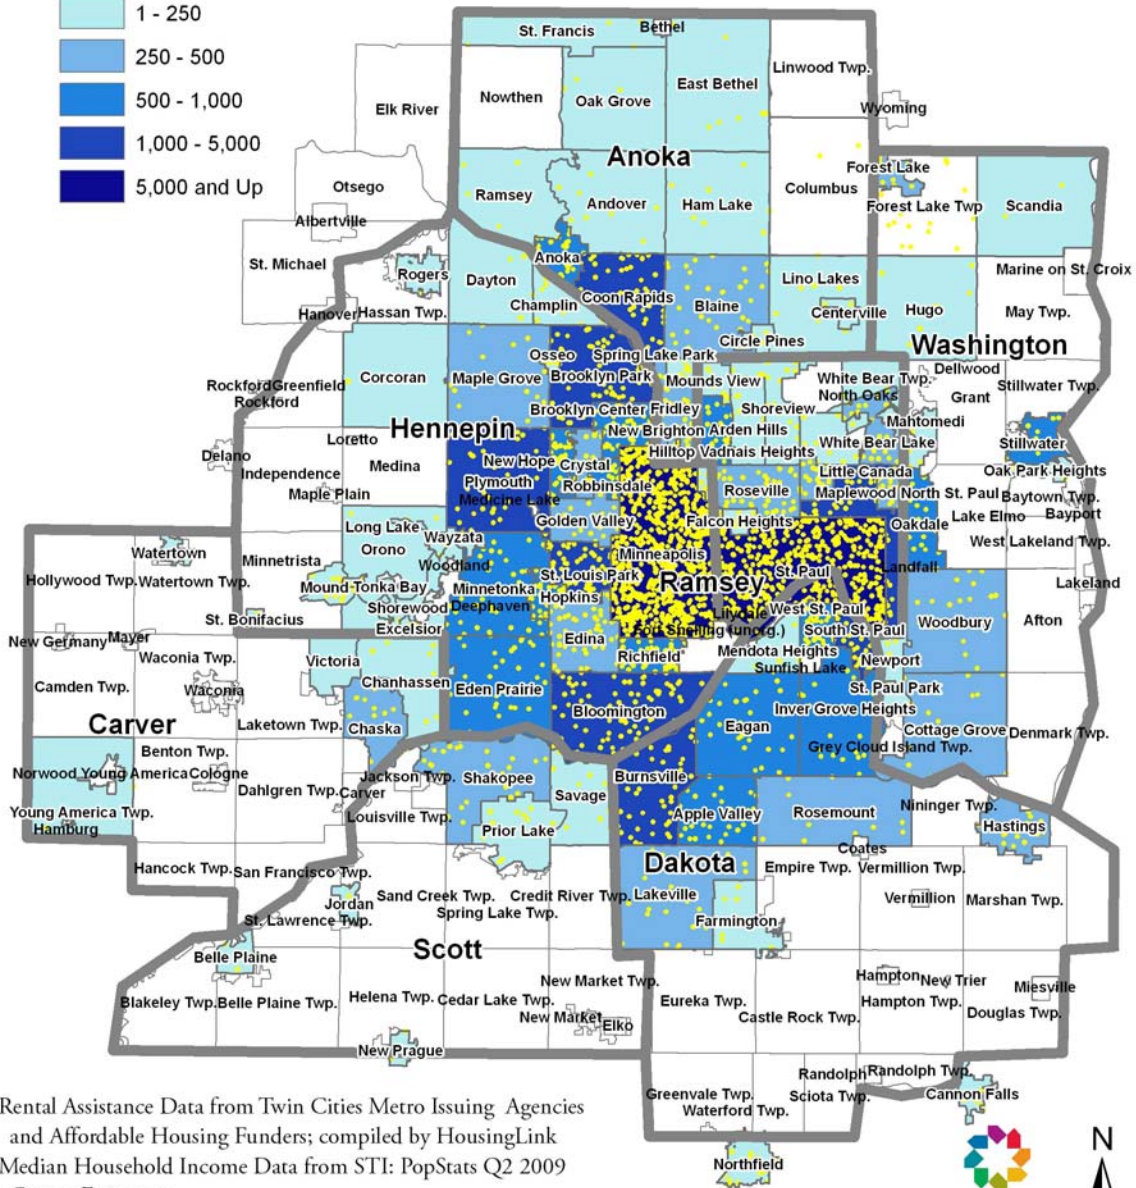 1 - 250
250 - 500
500 - 1,000
1,000 - 5,000
5,000 and Up
St. Francis
Bethel
Linwood Twp.
East Bethel
Nowthen
Oak Grove
Elk River
Wyoming
Anoka
Forest Lake
Otsego
Ramsey
Columbus
Andover
Ham Lake
Forest Lake Twp
Scandia
Albertville
Anoka
St. Michael
Rogers
Dayton
Lino Lakes
Marine on St. Croix
Coon Rapids
Champlin
Blaine
Hanover
Hassan Twp.
Centerville
Hugo
May Twp.
Circle Pines
Washington
Osseo
Spring Lake Park
Dellwood
Corcoran
Maple Grove
Brooklyn Park
Mounds View
White Bear Twp.
Rockford
Greenfield
Stillwater Twp.
Rockford
North Oaks
Grant
Brooklyn Center
Fridley
Shoreview
Mahtomedi
Hennepin
New Brighton
Arden Hills
Loretto
White Bear Lake
Stillwater
Delano
Hilltop
Vadnais Heights
Medina
New Hope
Crystal
Independence
Little Canada
Oak Park Heights
Plymouth
Robbinsdale
Roseville
Maplewood
North St. Paul
Baytown Twp.
Maple Plain
Medicine Lake
Bayport
Long Lake
Golden Valley
Falcon Heights
Oakdale
Lake Elmo
Wayzata
Orono
West Lakeland Twp.
Watertown
Minneapolis
Minnetrista
Woodland
St. Louis Park
St. Paul
Landfall
Hollywood Twp.
Watertown Twp.
Ramsey
Lakeland
Mound
Tonka Bay
Minnetonka
Hopkins
Shorewood
Deephaven
Lilydale
West St. Paul
St. Bonifacius
Woodbury
Afton
Excelsior
Fort Snelling (unorg.)
South St. Paul
New Germany
Mayer
Edina
Mendota Heights
Waconia Twp.
Victoria
Richfield
Newport
Sunfish Lake
Chanhassen
Camden Twp.
Waconia
Eden Prairie
St. Paul Park
Bloomington
Inver Grove Heights
Carver
Laketown Twp.
Chaska
Eagan
Cottage Grove
Denmark Twp.
Benton Twp.
Grey Cloud Island Twp.
Norwood Young America
Cologne
Jackson Twp.
Shakopee
Burnsville
Dahlgren Twp.
Carver
Savage
Young America Twp.
Louisville Twp.
Apple Valley
Rosemount
Nininger Twp.
Hamburg
Prior Lake
Hastings
Coates
Hancock Twp.
San Francisco Twp.
Dakota
Empire Twp.
Vermillion Twp.
Sand Creek Twp.
Credit River Twp.
Lakeville
Jordan
Spring Lake Twp.
Vermillion
Marshan Twp.
St. Lawrence Twp.
Farmington
Scott
Belle Plaine
New Market Twp.
Hampton
New Trier
Miesville
Blakeley Twp.
Belle Plaine Twp.
Helena Twp.
Cedar Lake Twp.
Eureka Twp.
Hampton Twp.
New Market
Elko
Castle Rock Twp.
Douglas Twp.
New Prague
Randolph
Randolph Twp.
Greenvale Twp.
Sciota Twp.
Cannon Falls
Waterford Twp.
Northfield
N
Rental Assistance Data from Twin Cities Metro Issuing Agencies
and Affordable Housing Funders; compiled by HousingLink
Median Household Income Data from STI: PopStats Q2 2009